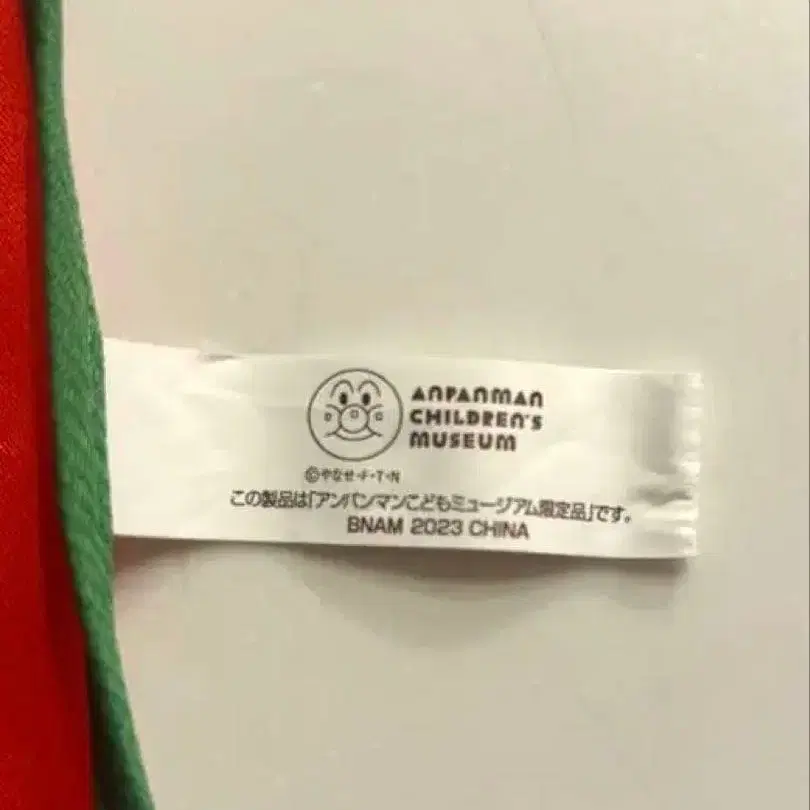 ANPANMAN
CHILDREN'S
MUSEUM
©やなせ・F・T・N
この製品は「アンパンマンこどもミュージアム限定品」です。
BNAM 2023 CHINA